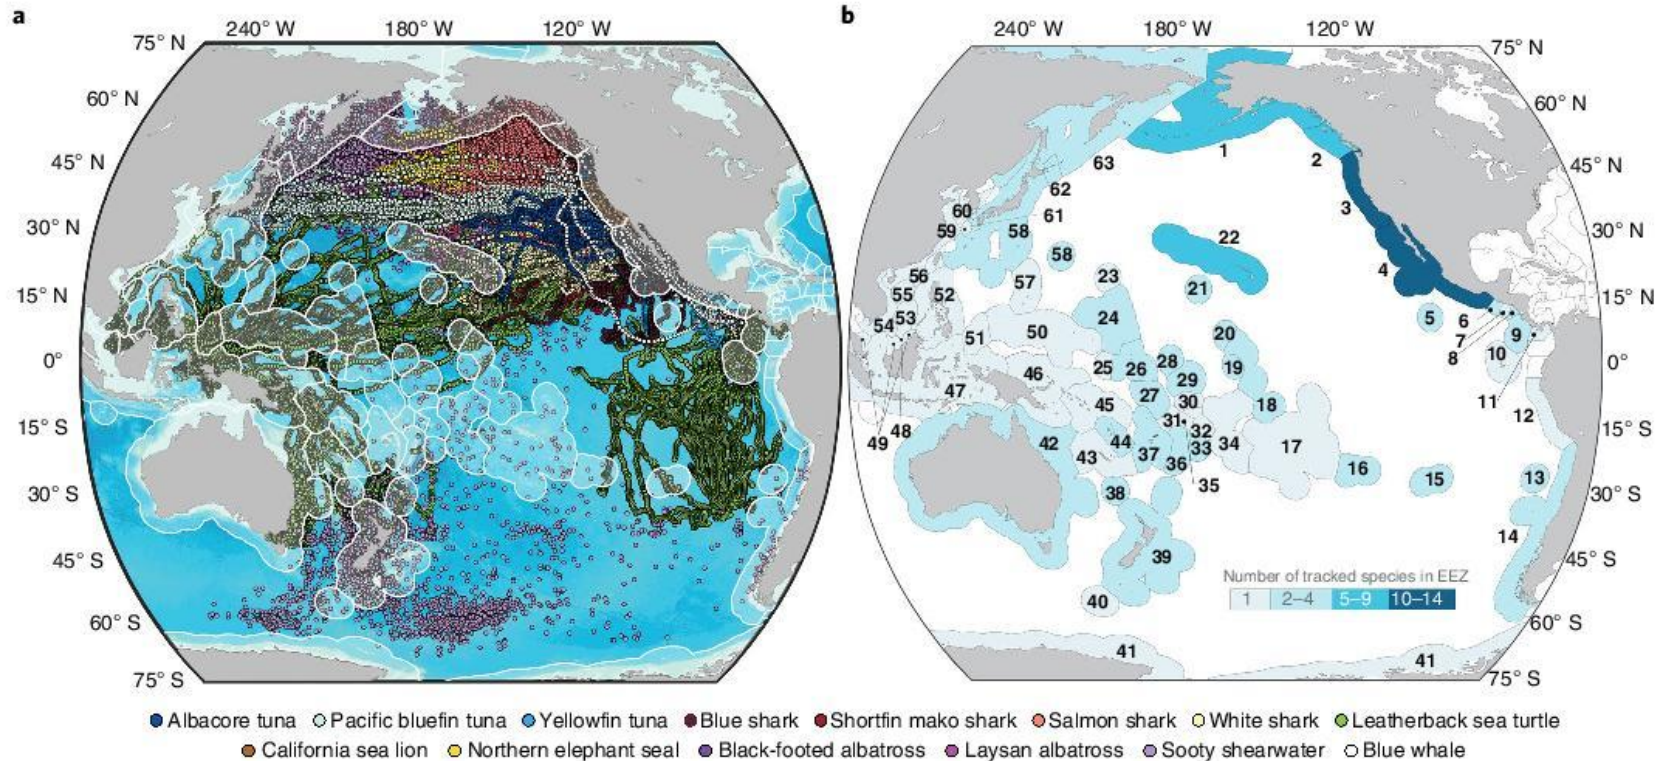 a
b
240° W 180° W 120° W
240° W 180° W 120° W
75° N
60° N
45° N
30° N
15° N
0°
15° S
30° S
45° S
60° S
75° S
75° N
60° N
45° N
30° N
15° N
0°
15° S
30° S
45° S
60° S
75° S
1
2
63
62
3
60
61
59
58
22
58
4
56
23
57
55
52
21
5
53
24
6
54
20
9
7
51
50
8
10
28
19
25
26
46
29
47
27
30
18
11
45
12
31
48
32
49
42
44
34
17
33
43
37
36
16
15
13
35
38
14
39
Number of tracked species in EEZ
1 2–4 5–9 10–14
40
41
41
Albacore tuna Pacific bluefin tuna Yellowfin tuna Blue shark Shortfin mako shark Salmon shark White shark Leatherback sea turtle
California sea lion Northern elephant seal Black-footed albatross Laysan albatross Sooty shearwater Blue whale